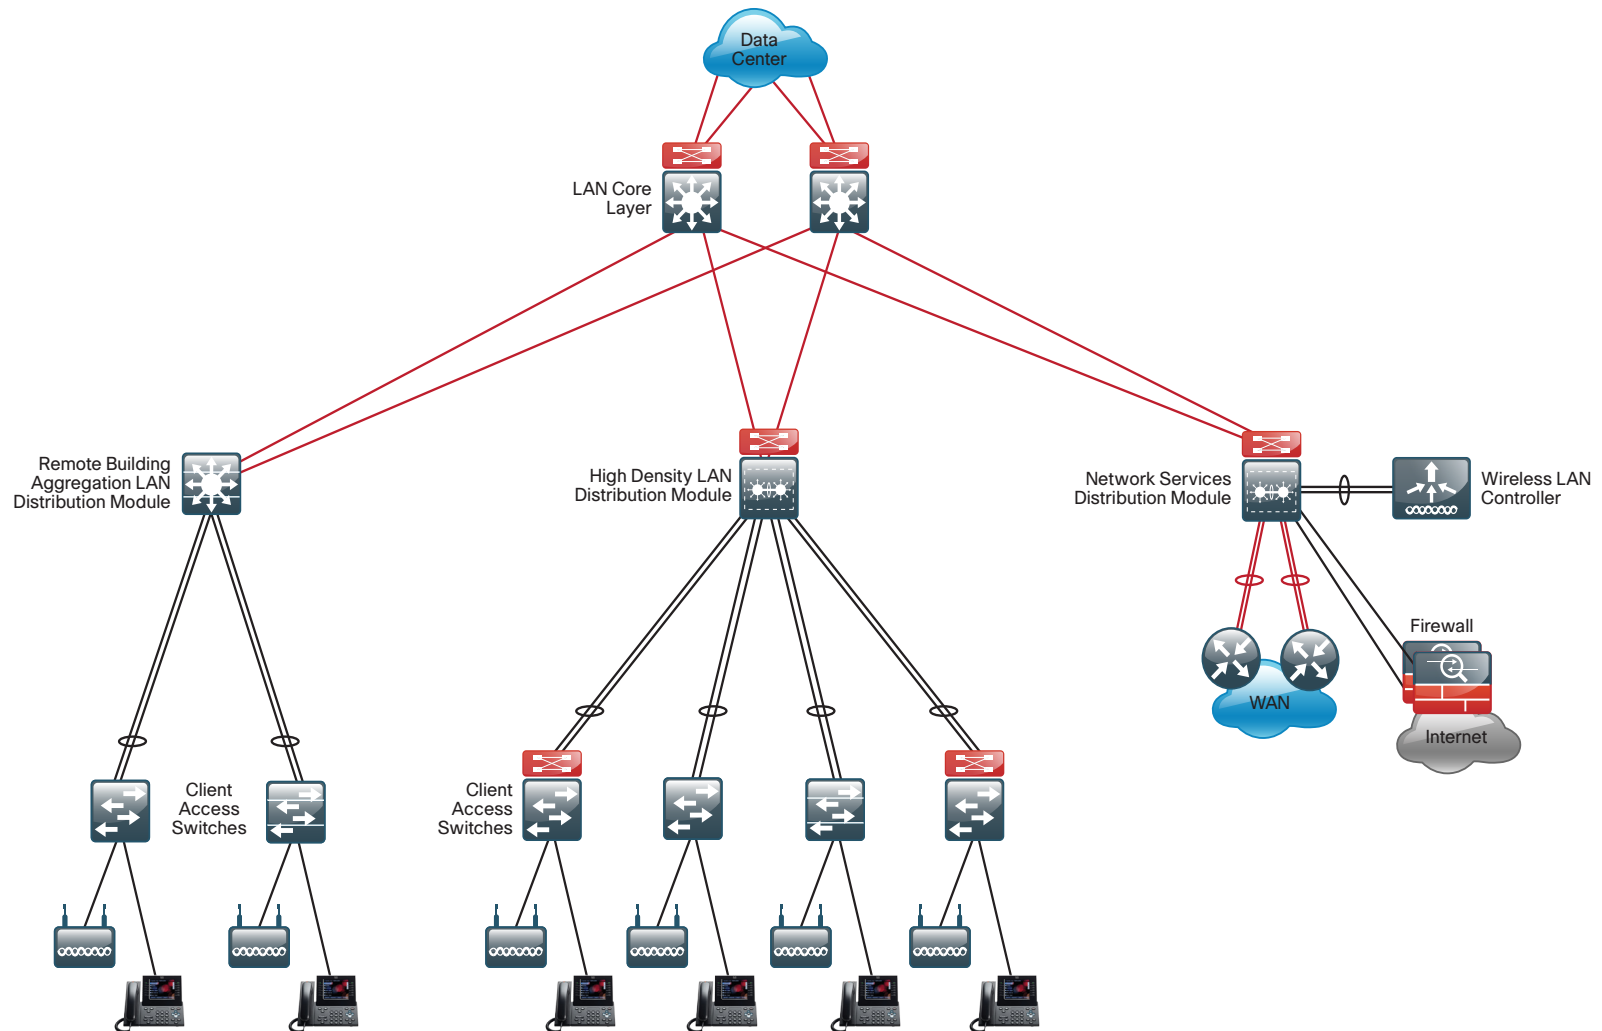 Data
Center
LAN Core
Layer
Remote Building
Aggregation LAN
Distribution Module
High Density LAN
Distribution Module
Network Services
Distribution Module
Wireless LAN
Controller
Firewall
WAN
Internet
Client
Access
Switches
Client
Access
Switches